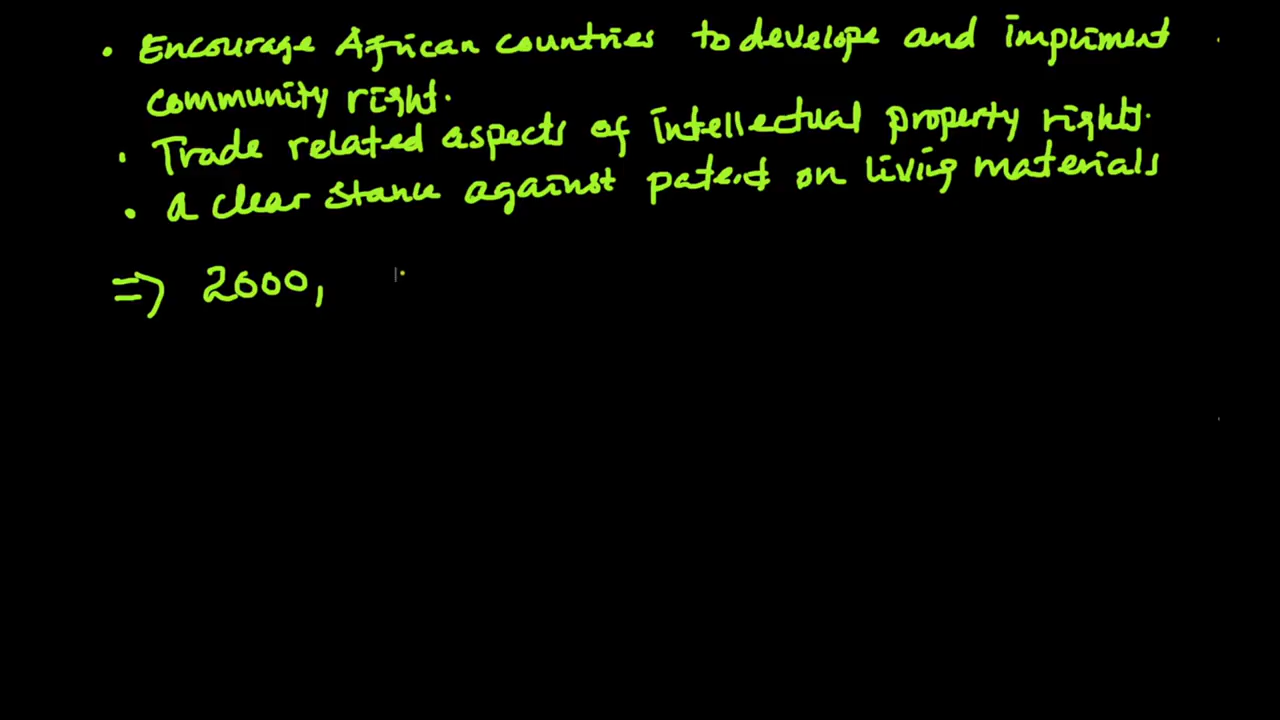 • Encourage African countries to develope and impliment
community right.
• Trade related aspects of intellectual property rights.
• a clear stance against patent on living materials
⇒ 2000,